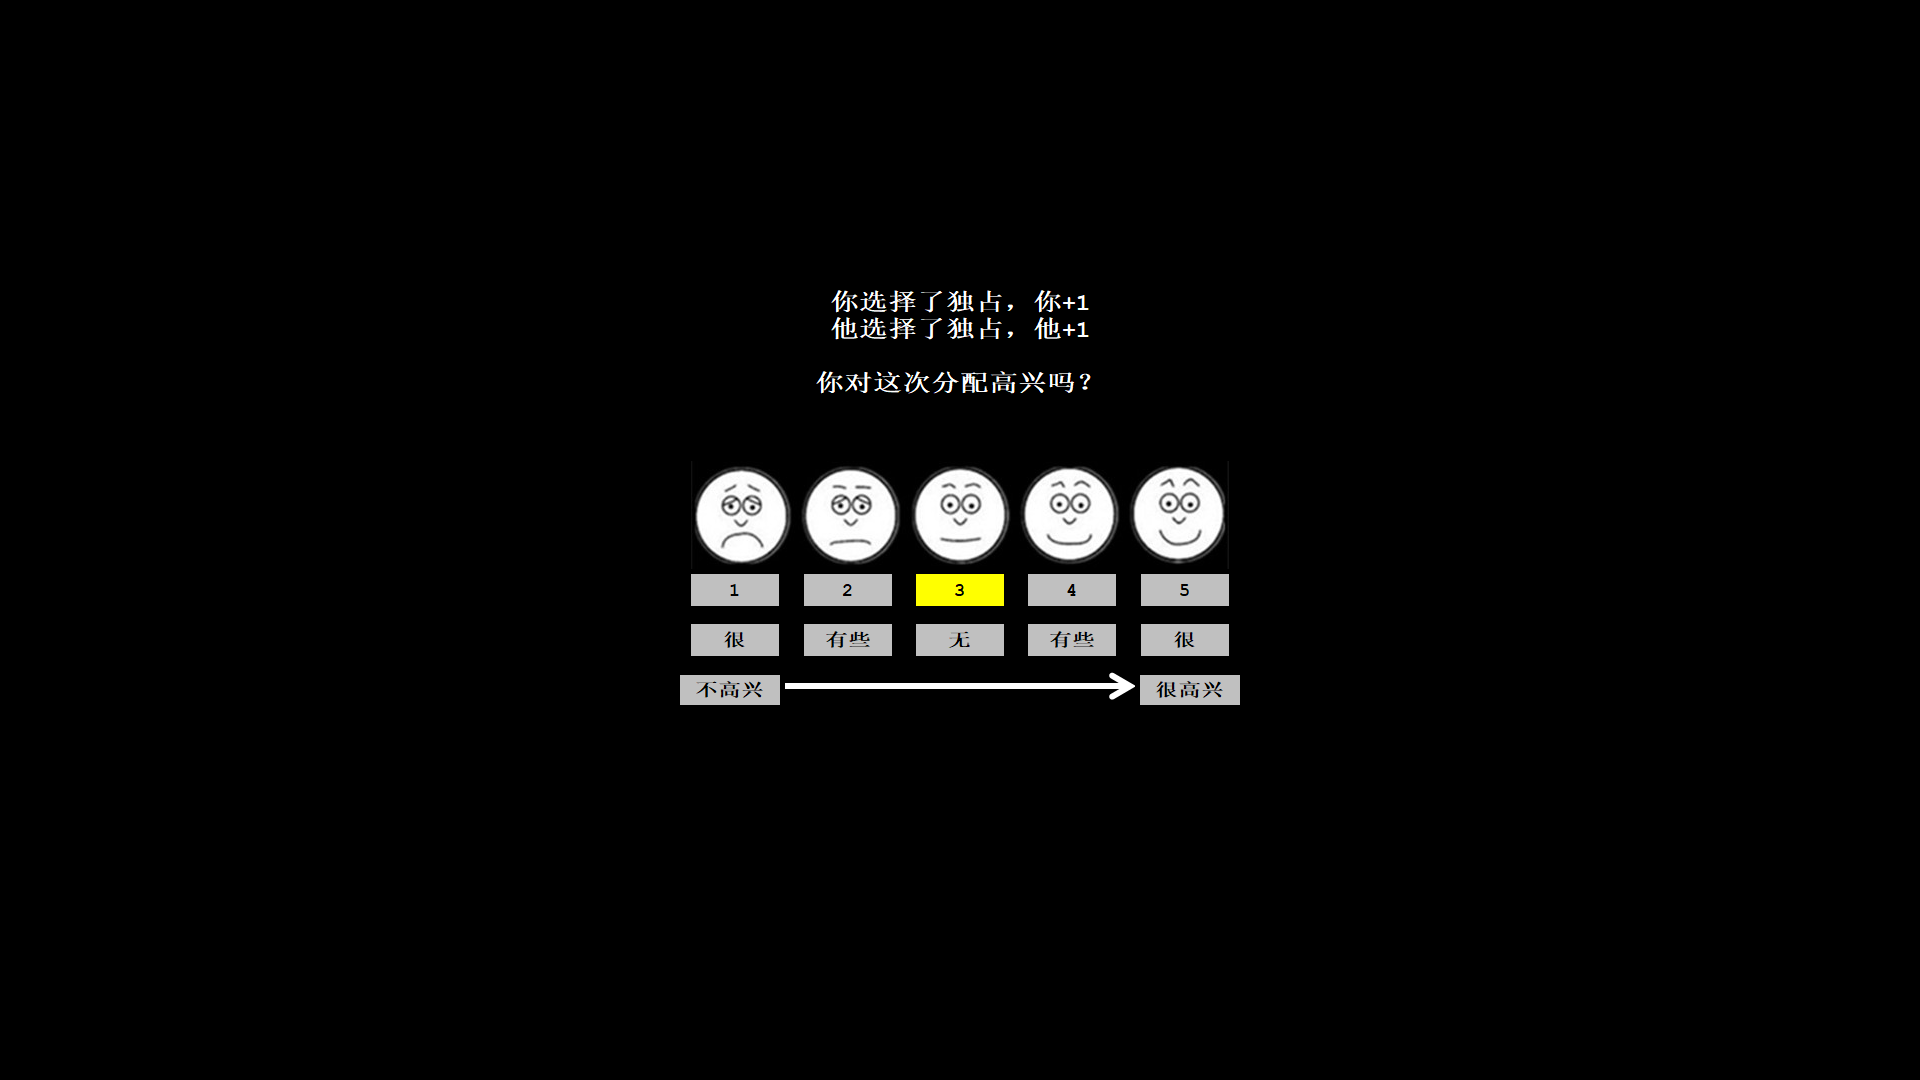 你选择了独占，你+1
他选择了独占，他+1
你对这次分配高兴吗？
1 2 3 4 5
很 有些 无 有些 很
不高兴 很高兴